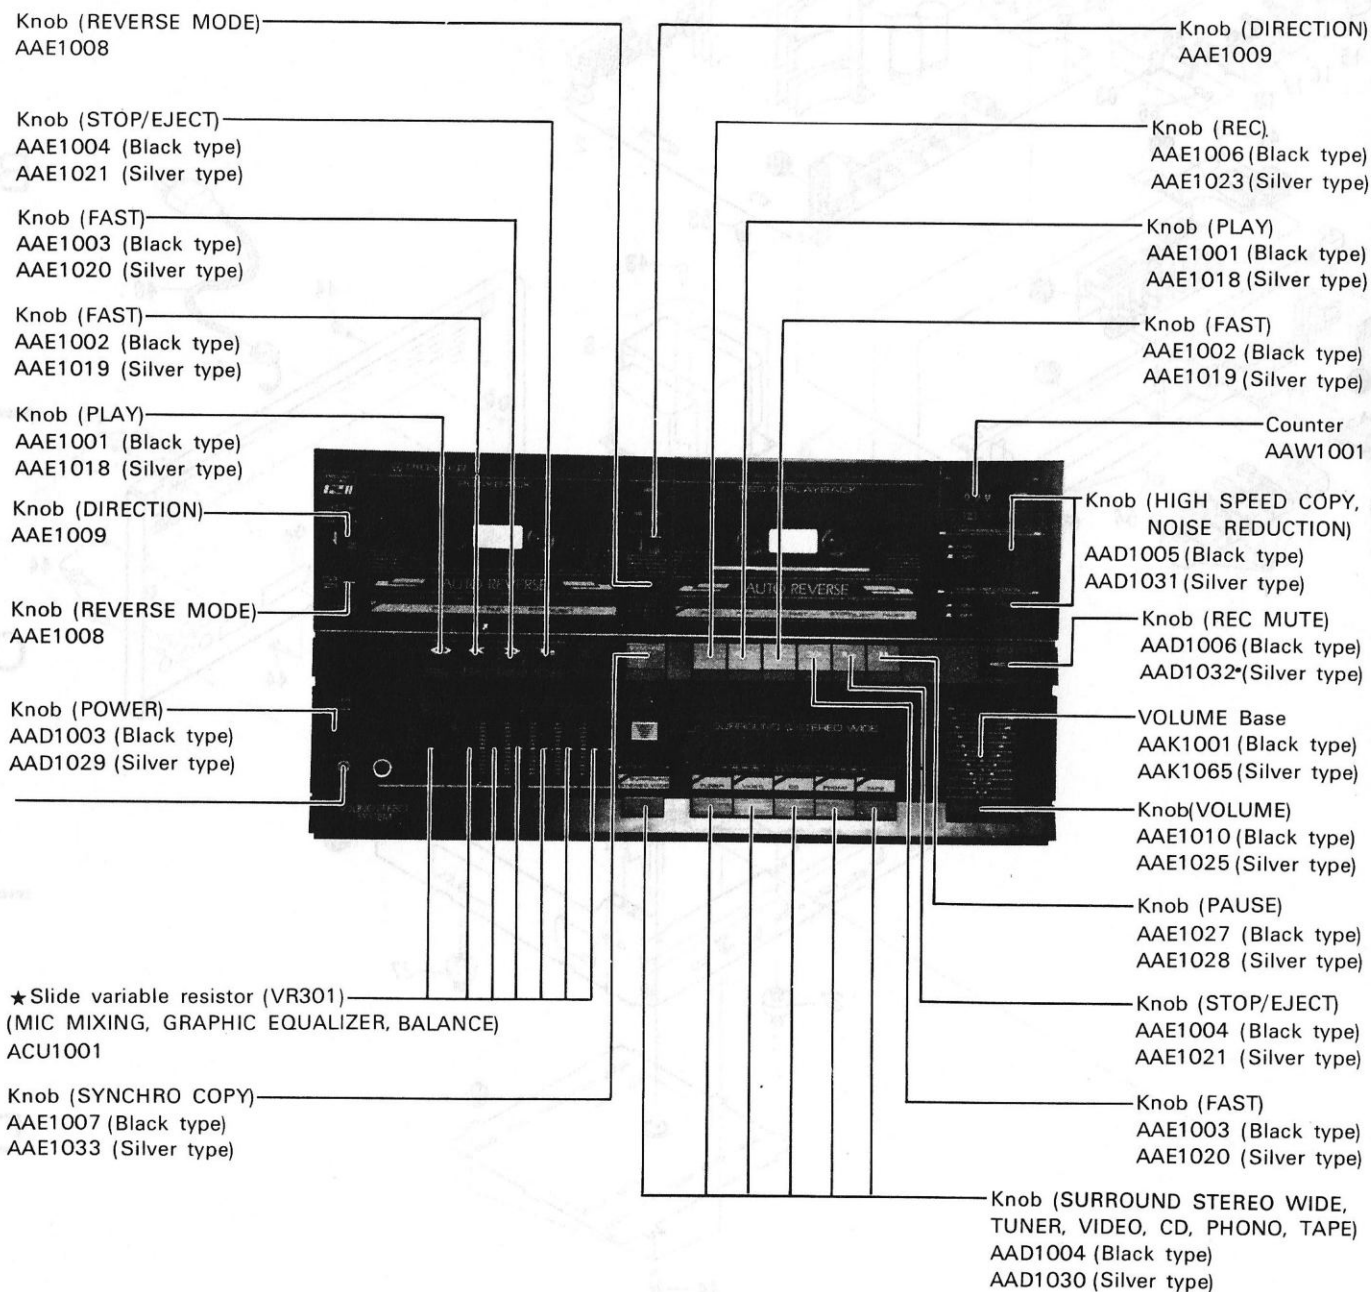 Knob (REVERSE MODE)
AAE1008
Knob (STOP/EJECT)
AAE1004 (Black type)
AAE1021 (Silver type)
Knob (FAST)
AAE1003 (Black type)
AAE1020 (Silver type)
Knob (FAST)
AAE1002 (Black type)
AAE1019 (Silver type)
Knob (PLAY)
AAE1001 (Black type)
AAE1018 (Silver type)
Knob (DIRECTION)
AAE1009
Knob (REVERSE MODE)
AAE1008
Knob (POWER)
AAD1003 (Black type)
AAD1029 (Silver type)
★Slide variable resistor (VR301)
(MIC MIXING, GRAPHIC EQUALIZER, BALANCE)
ACU1001
Knob (SYNCHRO COPY)
AAE1007 (Black type)
AAE1033 (Silver type)
AUTO REVERSE
AUTO REVERSE
SURROUND STEREO WIDE
TUNER
VIDEO
CD
PHONO
TAPE
Knob (DIRECTION)
AAE1009
Knob (REC)
AAE1006 (Black type)
AAE1023 (Silver type)
Knob (PLAY)
AAE1001 (Black type)
AAE1018 (Silver type)
Knob (FAST)
AAE1002 (Black type)
AAE1019 (Silver type)
Counter
AAW1001
Knob (HIGH SPEED COPY,
NOISE REDUCTION)
AAD1005 (Black type)
AAD1031 (Silver type)
Knob (REC MUTE)
AAD1006 (Black type)
AAD1032 (Silver type)
VOLUME Base
AAK1001 (Black type)
AAK1065 (Silver type)
Knob(VOLUME)
AAE1010 (Black type)
AAE1025 (Silver type)
Knob (PAUSE)
AAE1027 (Black type)
AAE1028 (Silver type)
Knob (STOP/EJECT)
AAE1004 (Black type)
AAE1021 (Silver type)
Knob (FAST)
AAE1003 (Black type)
AAE1020 (Silver type)
Knob (SURROUND STEREO WIDE,
TUNER, VIDEO, CD, PHONO, TAPE)
AAD1004 (Black type)
AAD1030 (Silver type)